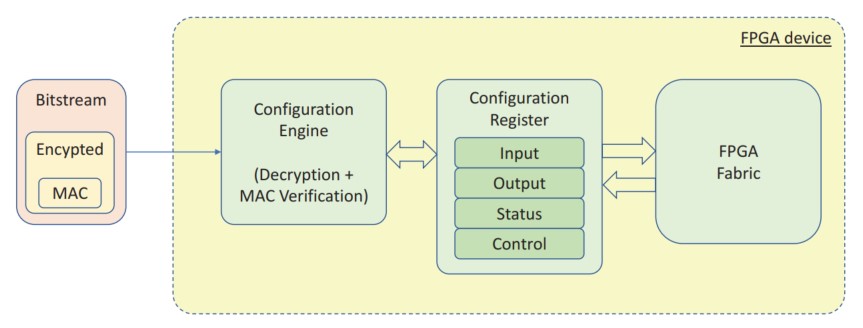 FPGA device
Bitstream
Encypted
MAC
Configuration
Engine
(Decryption +
MAC Verification)
Configuration
Register
Input
Output
Status
Control
FPGA
Fabric